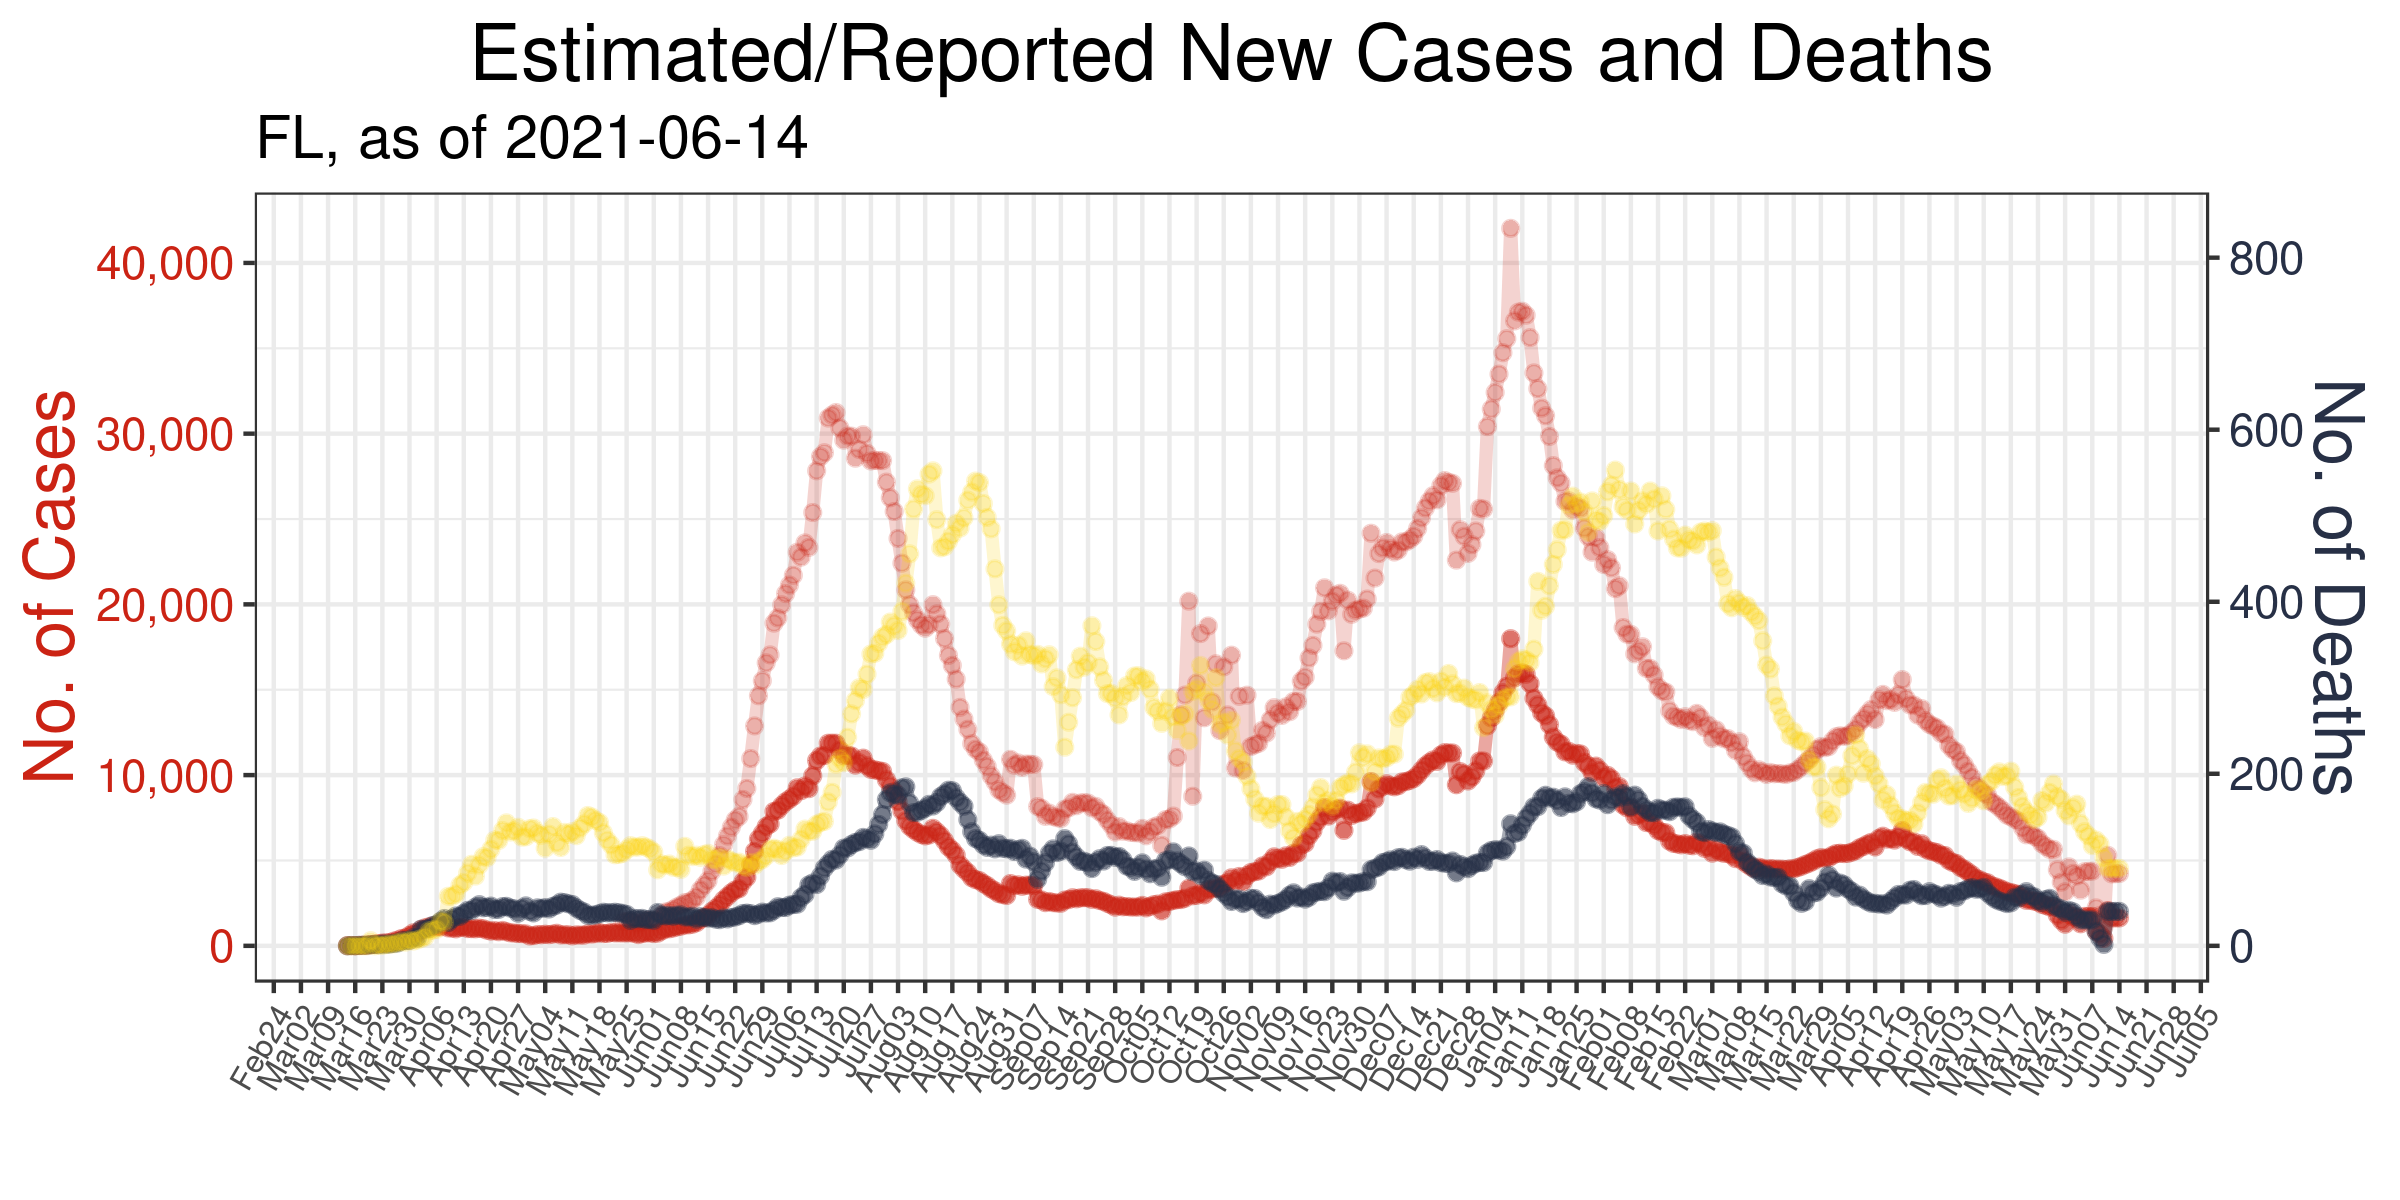 Estimated/Reported New Cases and Deaths
FL, as of 2021-06-14
No. of Cases
40,000
30,000
20,000
10,000
0
800
600
400
200
0
No. of Deaths
Feb24
Mar02
Mar09
Mar16
Mar23
Mar30
Apr06
Apr13
Apr20
Apr27
May04
May11
May18
May25
Jun01
Jun08
Jun15
Jun22
Jun29
Jul06
Jul13
Jul20
Jul27
Aug03
Aug10
Aug17
Aug24
Aug31
Sep07
Sep14
Sep21
Sep28
Oct05
Oct12
Oct19
Oct26
Nov02
Nov09
Nov16
Nov23
Nov30
Dec07
Dec14
Dec21
Dec28
Jan04
Jan11
Jan18
Jan25
Feb01
Feb08
Feb15
Feb22
Mar01
Mar08
Mar15
Mar22
Mar29
Apr05
Apr12
Apr19
Apr26
May03
May10
May17
May24
May31
Jun07
Jun14
Jun21
Jun28
Jul05